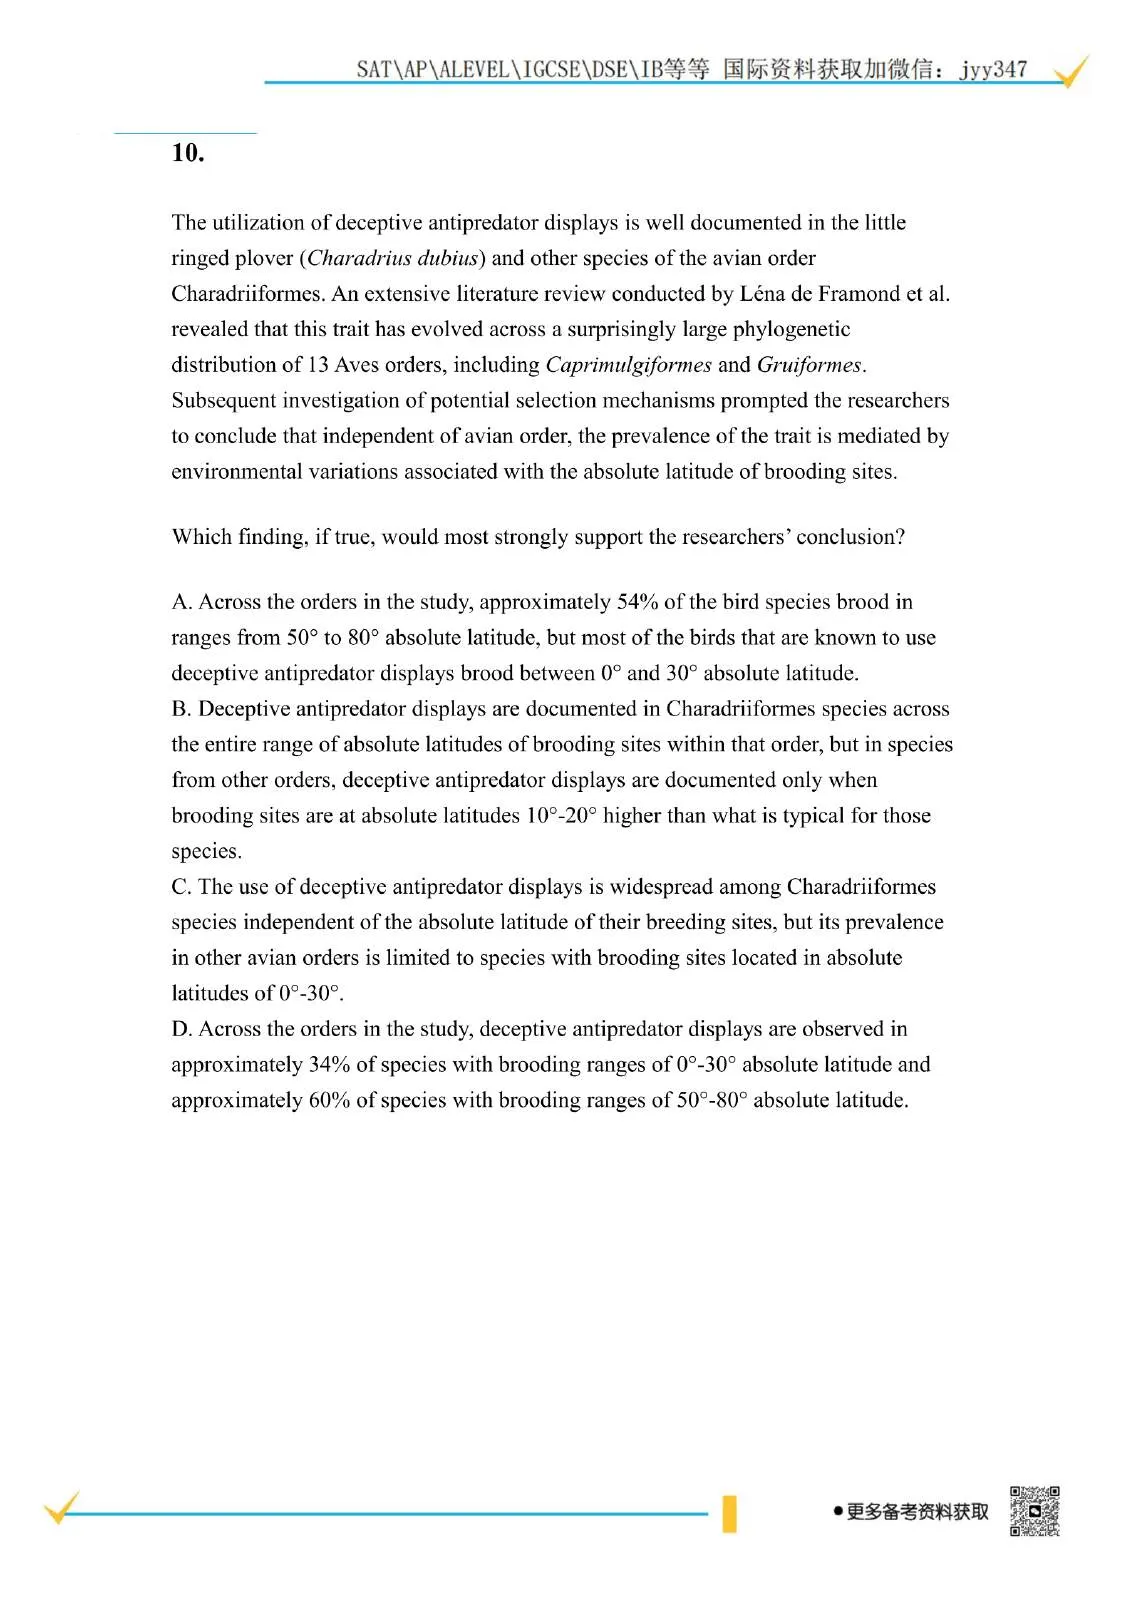 SAT\AP\ALEVEL\IGCSE\DSE\IB等等 国际资料获取加微信：jyy347
10.
The utilization of deceptive antipredator displays is well documented in the little
ringed plover (Charadrius dubius) and other species of the avian order
Charadriiformes. An extensive literature review conducted by Léna de Framond et al.
revealed that this trait has evolved across a surprisingly large phylogenetic
distribution of 13 Aves orders, including Caprimulgiformes and Gruiformes.
Subsequent investigation of potential selection mechanisms prompted the researchers
to conclude that independent of avian order, the prevalence of the trait is mediated by
environmental variations associated with the absolute latitude of brooding sites.
Which finding, if true, would most strongly support the researchers’ conclusion?
A. Across the orders in the study, approximately 54% of the bird species brood in
ranges from 50° to 80° absolute latitude, but most of the birds that are known to use
deceptive antipredator displays brood between 0° and 30° absolute latitude.
B. Deceptive antipredator displays are documented in Charadriiformes species across
the entire range of absolute latitudes of brooding sites within that order, but in species
from other orders, deceptive antipredator displays are documented only when
brooding sites are at absolute latitudes 10°-20° higher than what is typical for those
species.
C. The use of deceptive antipredator displays is widespread among Charadriiformes
species independent of the absolute latitude of their breeding sites, but its prevalence
in other avian orders is limited to species with brooding sites located in absolute
latitudes of 0°-30°.
D. Across the orders in the study, deceptive antipredator displays are observed in
approximately 34% of species with brooding ranges of 0°-30° absolute latitude and
approximately 60% of species with brooding ranges of 50°-80° absolute latitude.
●更多备考资料获取